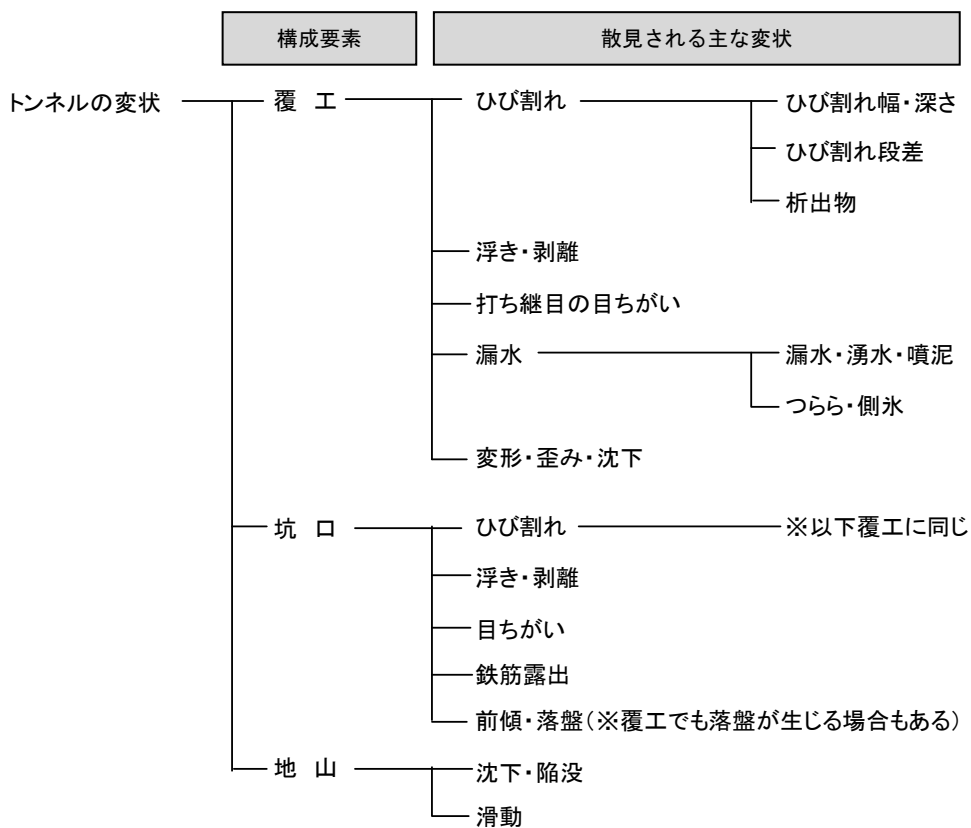 構成要素 散見される主な変状
トンネルの変状 覆 工 ひび割れ ひび割れ幅・深さ
ひび割れ段差
析出物
浮き・剥離
打ち継目の目ちがい
漏水 漏水・湧水・噴泥
つらら・側氷
変形・歪み・沈下
坑 口 ひび割れ ※以下覆工に同じ
浮き・剥離
目ちがい
鉄筋露出
前傾・落盤(※覆工でも落盤が生じる場合もある)
地 山 沈下・陥没
滑動